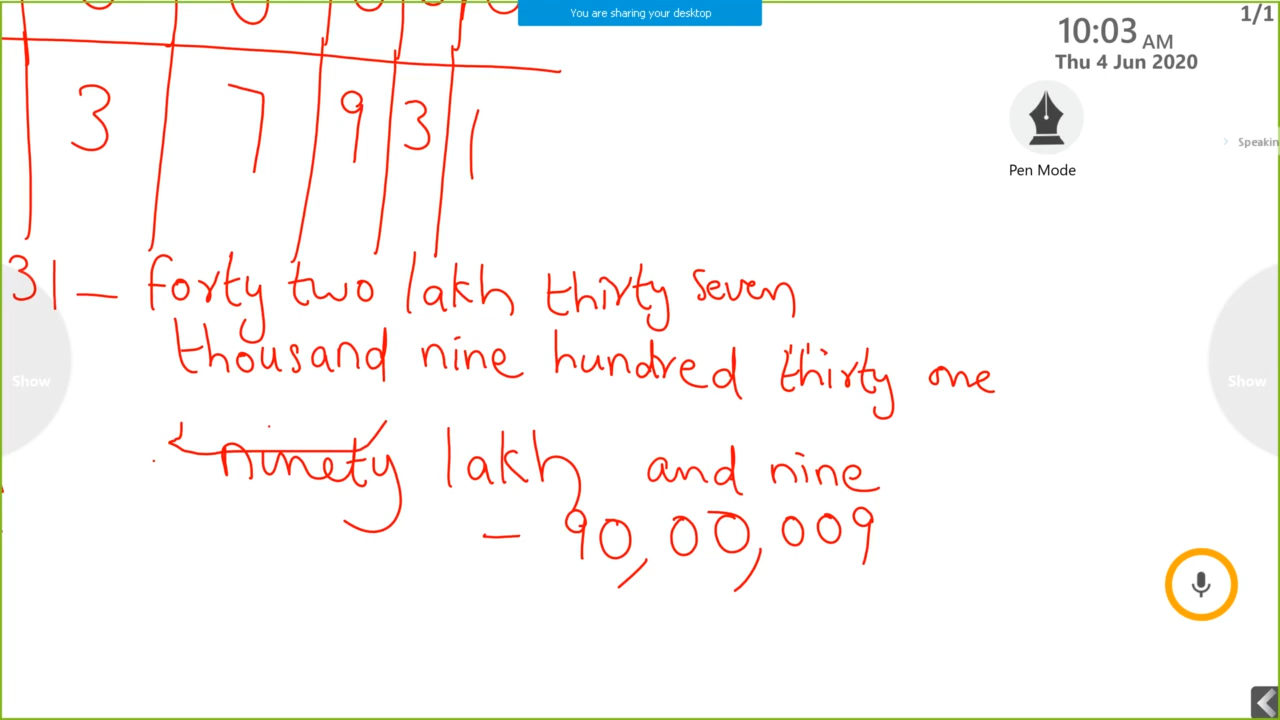 You are sharing your desktop
1/1
10:03 AM
Thu 4 Jun 2020
Pen Mode
Speakin
3 7 9 3 1
31 - forty two lakh thirty seven
thousand nine hundred thirty one
Show
Show
ninety lakh and nine
- 90,00,009